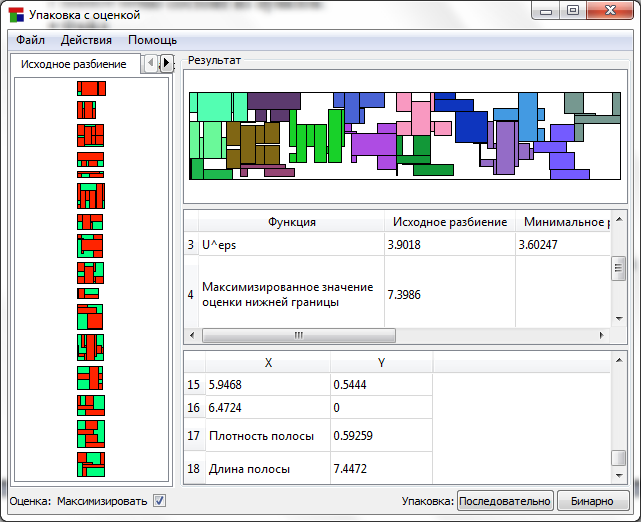 Упаковка с оценкой
Файл Действия Помощь
Исходное разбиение
Результат
Функция Исходное разбиение Минимальное р
3 U^eps 3.9018 3.60247
4 Максимизированное значение оценки нижней границы 7.3986
X Y
15 5.9468 0.5444
16 6.4724 0
17 Плотность полосы 0.59259
18 Длина полосы 7.4472
Оценка: Максимизировать
Упаковка: Последовательно Бинарно